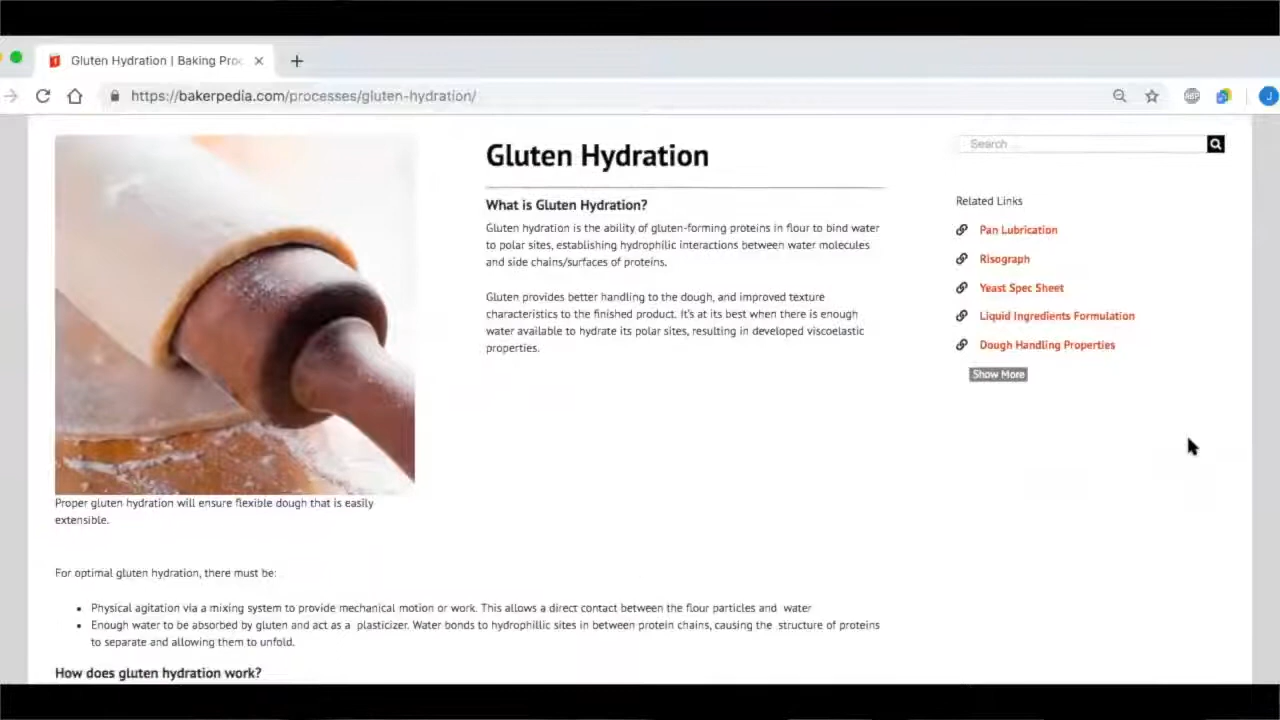 Gluten Hydration | Baking Proc
https://bakerpedia.com/processes/gluten-hydration/
ABP
J
Gluten Hydration
Search ...
What is Gluten Hydration?
Gluten hydration is the ability of gluten-forming proteins in flour to bind water
to polar sites, establishing hydrophilic interactions between water molecules
and side chains/surfaces of proteins.
Gluten provides better handling to the dough, and improved texture
characteristics to the finished product. It's at its best when there is enough
water available to hydrate its polar sites, resulting in developed viscoelastic
properties.
Related Links
Pan Lubrication
Risograph
Yeast Spec Sheet
Liquid Ingredients Formulation
Dough Handling Properties
Show More
Proper gluten hydration will ensure flexible dough that is easily
extensible.
For optimal gluten hydration, there must be:
• Physical agitation via a mixing system to provide mechanical motion or work. This allows a direct contact between the flour particles and water
• Enough water to be absorbed by gluten and act as a plasticizer. Water bonds to hydrophillic sites in between protein chains, causing the structure of proteins
to separate and allowing them to unfold.
How does gluten hydration work?